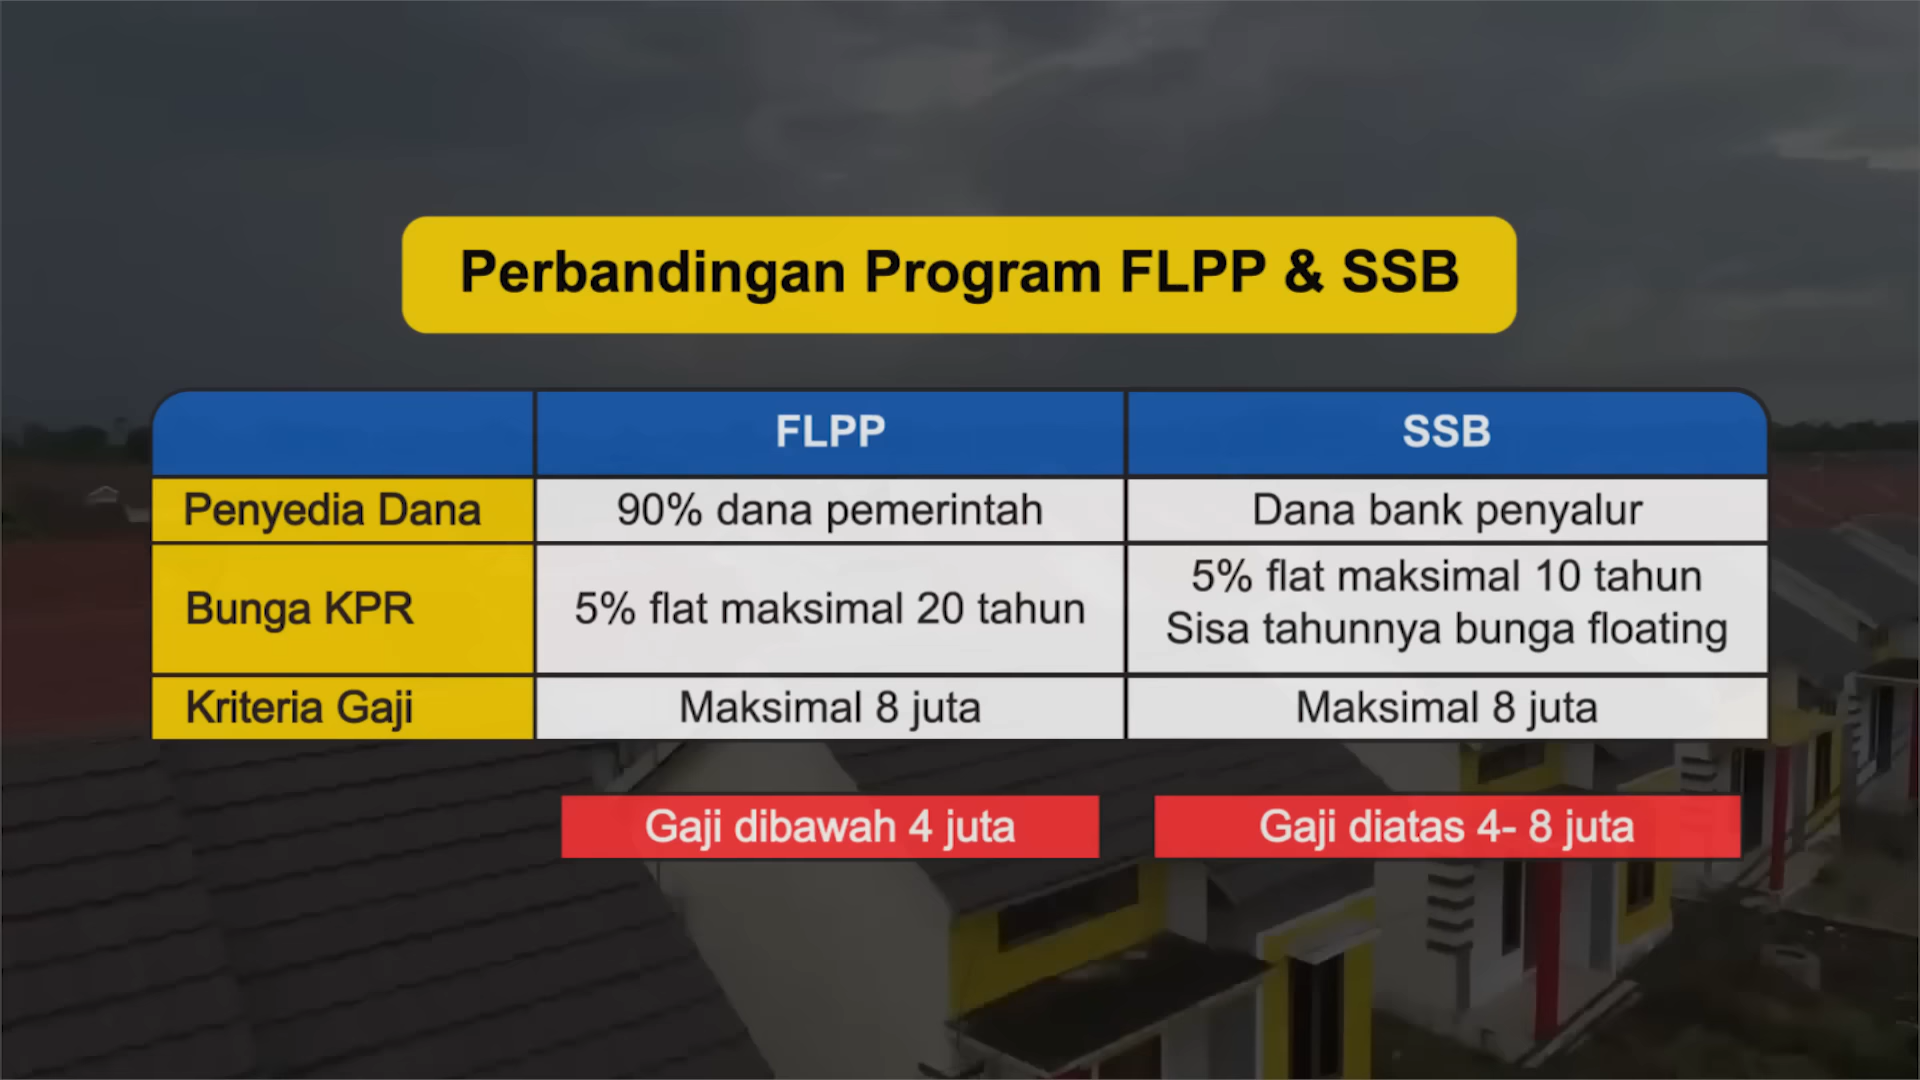 Perbandingan Program FLPP & SSB
FLPP
SSB
Penyedia Dana
90% dana pemerintah
Dana bank penyalur
Bunga KPR
5% flat maksimal 20 tahun
5% flat maksimal 10 tahun
Sisa tahunnya bunga floating
Kriteria Gaji
Maksimal 8 juta
Maksimal 8 juta
Gaji dibawah 4 juta
Gaji diatas 4- 8 juta